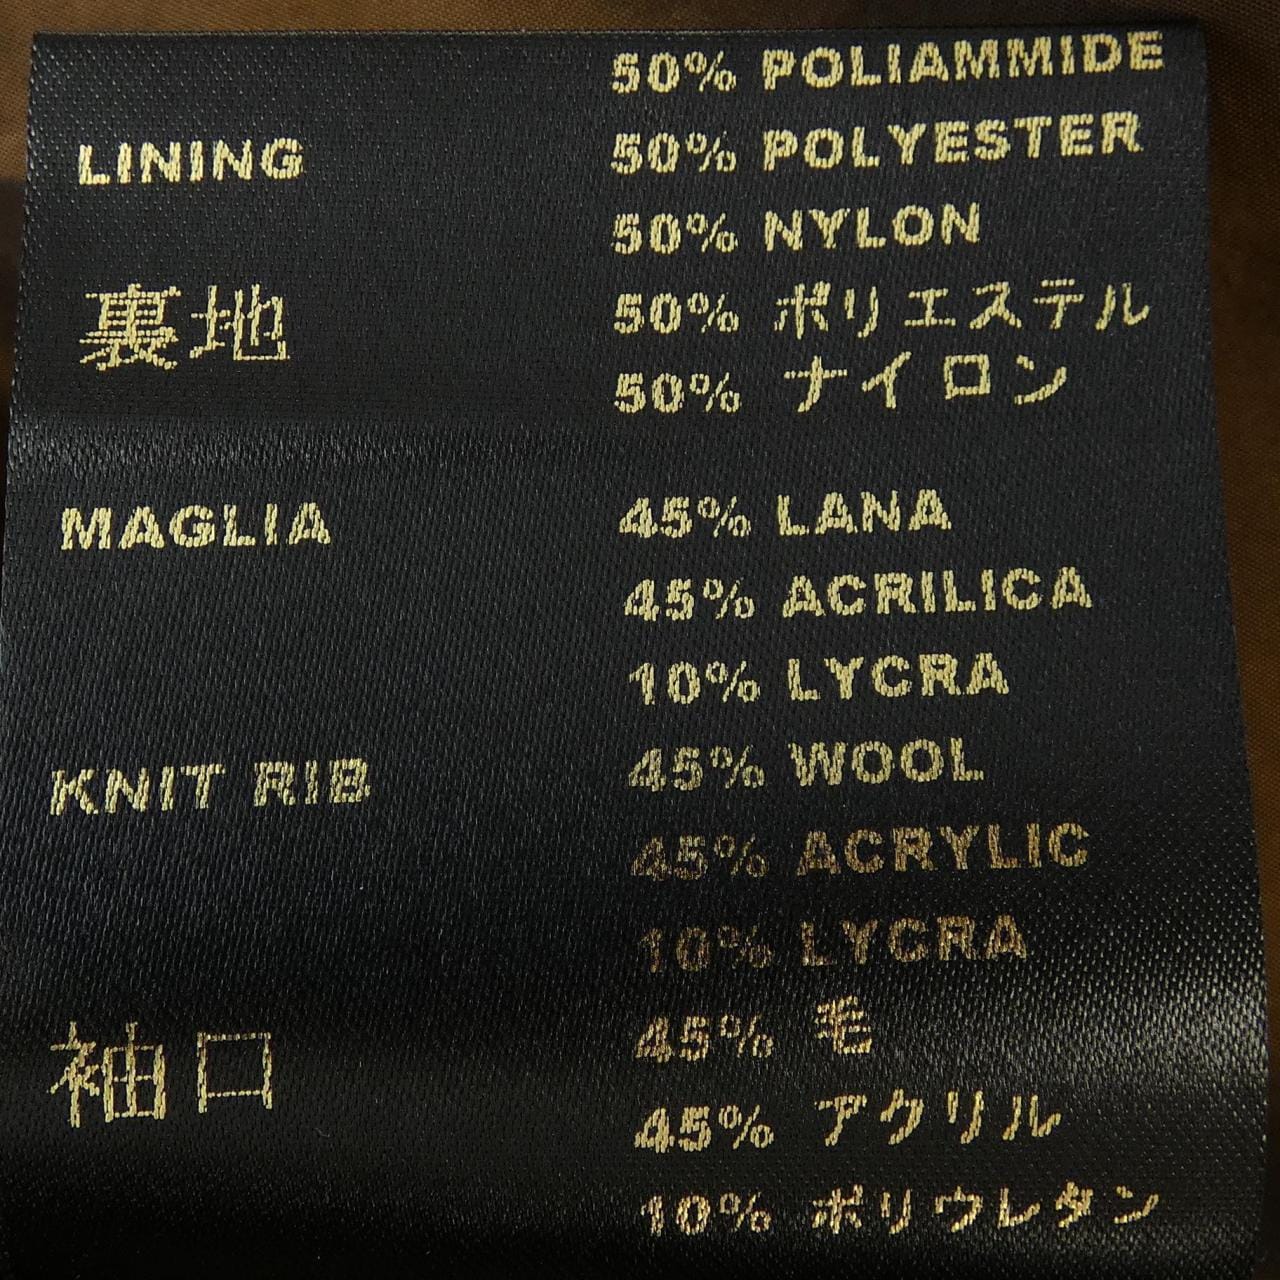 50% POLIAMMIDE
LINING 50% POLYESTER
50% NYLON
裏地 50% ポリエステル
50% ナイロン
MAGLIA 45% LANA
45% ACRILICA
10% LYCRA
KNIT RIB 45% WOOL
45% ACRYLIC
10% LYCRA
袖口 45% 毛
45% アクリル
10% ポリウレタン